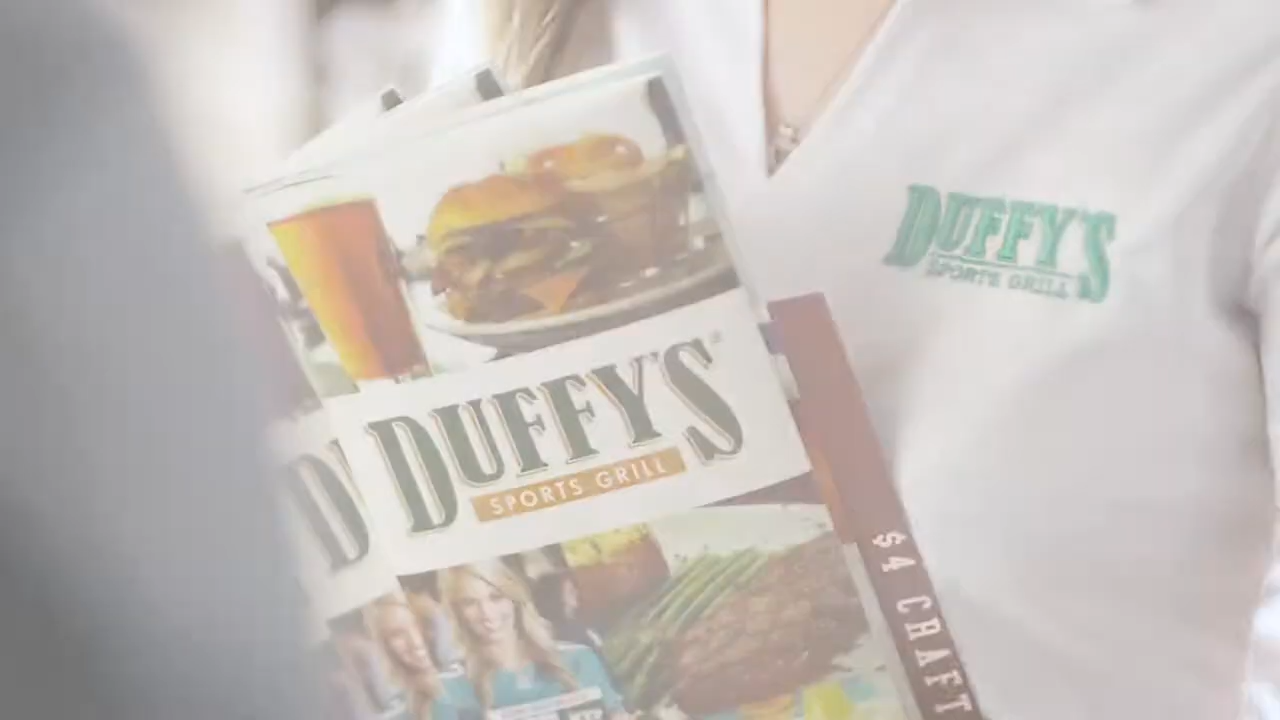 DUFFY'S
SPORTS GRILL
DUFFY'S
SPORTS GRILL
D
$4 CRAFT